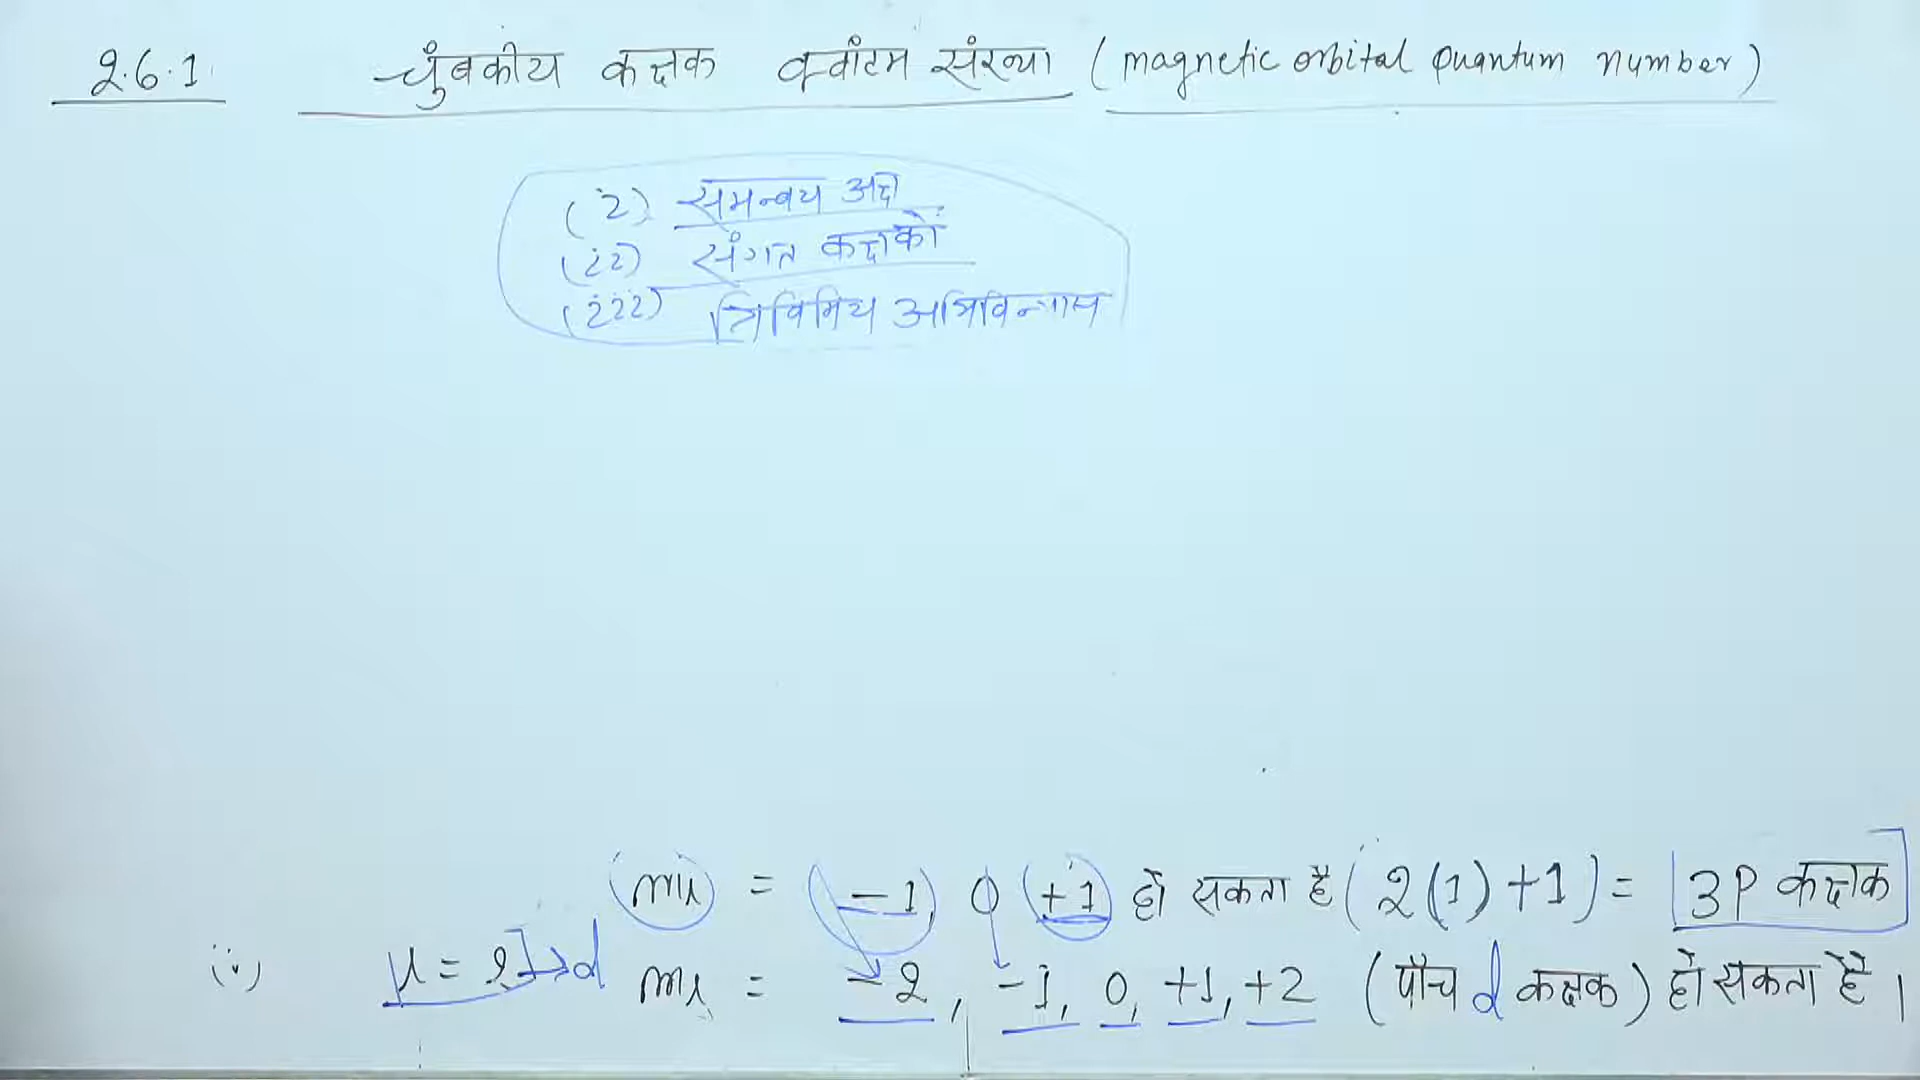 2.6.1 चुंबकीय कक्षक क्वांटम संख्या (magnetic orbital quantum number)
(i) समन्वय अक्ष
(ii) संगत कक्षकों
(iii) त्रिविमिय अभिविन्यास
ml = -1, 0 +1 हो सकता है (2(1)+1) = 3P कक्षक
(v) l = 2]→d ml = -2, -1, 0, +1, +2 (पाँच d कक्षक) हो सकता है।